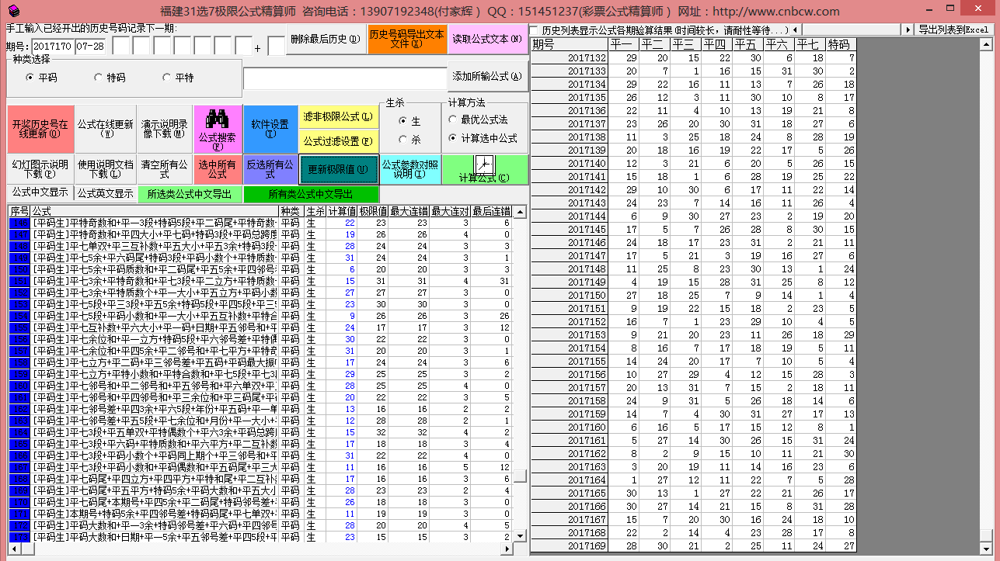 福建31选7极限公式精算师 咨询电话：13907192348(付家辉 ) QQ：151451237(彩票公式精算师 ) 网址：http://www.cnbcw.com
手工输入已经开出的历史号码记录下一期:
期号: 2017170 07-28 +
删除最后历史(D)
历史号码导出文本文件(X)
读取公式文本(N)
历史列表显示公式各期验算结果(时间较长，请耐性等待...)
导出列表到Excel
种类选择
平码 特码 平特
添加所输公式(A)
开奖历史号在线更新(O)
公式在线更新(W)
演示说明录像下载(M)
公式搜索(F)
软件设置(T)
滤非极限公式(L)
公式过滤设置(P)
生杀
生
杀
计算方法
最优公式法
计算选中公式
幻灯图示说明下载(P)
使用说明文档下载(L)
清空所有公式
选中所有公式
反选所有公式
更新极限值(U)
公式参数对照说明(I)
计算公式(C)
公式中文显示 公式英文显示 所选类公式中文导出 所有类公式中文导出
序号 公式 种类 生杀 计算值 极限值 最大连错 最大连对 最后连错
146 [平码生]平特奇数和+平一3段+特码5段+平二码尾+平特奇数 平码 生 22 23 23 3 6
147 [平码生]平特奇数和+平四大小+平七码+特码3段+平码总跨度 平码 生 19 26 26 4 0
148 [平码生]平七单双+平三互补数+平五大小+平五3余+特码3段 平码 生 28 24 24 3 3
149 [平码生]平七5余+平六码尾+特码3段+平码小数个+平特质数 平码 生 31 24 24 3 1
150 [平码生]平七5余+平码质数和+平二码尾+平五5余+平四邻号 平码 生 6 20 20 3 3
151 [平码生]平七3余+平特奇数和+平七3段+平二立方+平特质数 平码 生 15 31 31 4 31
152 [平码生]平七3余+平特质数个+平一大小+平五立方+平码小数 平码 生 27 27 27 3 0
153 [平码生]平七5段+平三3段+平五5余+特码5段+平四5段+平三 平码 生 23 30 30 3 0
154 [平码生]平七5段+平码小数和+平一大小+平五互补数+平特合 平码 生 9 26 26 3 26
155 [平码生]平七互补数+平六大小+平一码+日期+平五邻号和+平 平码 生 24 17 17 3 12
156 [平码生]平七余位和+平一立方+特码5段+平六邻号差+平特偶 平码 生 30 22 22 3 0
157 [平码生]平七余位和+平四5余+平二邻号和+平七平方+平特奇 平码 生 31 20 20 3 1
158 [平码生]平七立方+平二码+平三邻号差+平五码+平码最大振 平码 生 17 24 24 3 6
159 [平码生]平七立方+平特小数和+平特合数和+平七5段+平七3 平码 生 29 25 25 3 2
160 [平码生]平七邻号和+平二邻号和+平五邻号和+平六单双+平三 平码 生 28 25 25 4 0
161 [平码生]平七邻号和+平四邻号和+平三余位和+平三码尾+平 平码 生 20 22 22 3 5
162 [平码生]平七邻号差+平四3余+平六5段+年份+平五码+平一单 平码 生 13 16 16 2 2
163 [平码生]平七邻号差+平五5段+平七余位和+月份+平一大小+ 平码 生 12 28 28 2 1
164 [平码生]平七3段+平五单双+平特偶数个+平六3余+平码总跨 平码 生 15 32 32 4 2
165 [平码生]平七3段+平六码+平特质数和+平六平方+平二互补数 平码 生 17 18 18 3 4
166 [平码生]平七3段+平码小数个+平码同上期个+平三邻号和+平 平码 生 31 22 22 4 0
167 [平码生]平七3段+平码小数和+平码偶数和+平五码尾+平三大 平码 生 11 16 16 5 12
168 [平码生]平七码尾+平四立方+平四平方+平特和尾+平二互补 平码 生 17 16 16 3 6
169 [平码生]平七码尾+平五平方+特码5余+平码大数和+平五大小 平码 生 28 23 23 2 4
170 [平码生]平七码尾+本期号+平四5余+平二码尾+特码邻号和+ 平码 生 26 18 18 3 0
171 [平码生]本期号+特码5余+平四邻号差+特码码尾+平七单双+ 平码 生 11 19 19 3 0
172 [平码生]平码大数和+平一3余+特码邻号差+平六码+平四邻号 平码 生 28 20 20 4 5
173 [平码生]平码大数和+日期+平一5余+平五邻号差+平四5段+平 平码 生 23 15 15 3 2
期号 平一 平二 平三 平四 平五 平六 平七 特码
2017132 29 20 15 22 30 6 18 7
2017133 20 7 1 16 15 31 30 2
2017134 29 22 16 11 13 7 26 18
2017135 26 12 3 11 30 10 8 17
2017136 22 11 4 10 13 19 21 8
2017137 23 26 20 30 31 18 27 6
2017138 11 3 25 18 24 8 28 19
2017139 20 18 16 19 22 17 5 26
2017140 12 3 21 6 20 5 26 15
2017141 15 18 1 6 28 19 25 22
2017142 29 10 30 6 17 11 22 14
2017143 24 23 7 14 16 11 26 4
2017144 6 9 30 27 23 2 19 20
2017145 17 5 7 26 28 8 30 15
2017146 24 18 17 23 31 2 21 11
2017147 17 5 21 3 19 16 27 6
2017148 11 25 8 23 30 13 1 24
2017149 4 19 15 28 31 25 8 12
2017150 27 18 25 7 9 14 1 4
2017151 9 19 22 15 18 2 23 5
2017152 16 7 1 23 29 10 4 5
2017153 9 21 20 23 11 26 18 29
2017154 8 16 7 17 18 19 5 11
2017155 14 24 20 17 7 10 5 4
2017156 10 27 29 4 12 15 28 3
2017157 20 13 31 7 15 2 18 11
2017158 24 9 31 5 26 18 14 6
2017159 14 7 4 30 31 27 17 13
2017160 6 16 5 17 15 12 8 1
2017161 5 27 14 30 26 15 31 24
2017162 8 2 9 15 10 11 21 30
2017163 3 20 19 11 14 16 23 6
2017164 1 27 12 11 22 7 5 28
2017165 30 13 1 27 22 21 26 17
2017166 30 27 14 21 15 8 31 28
2017167 15 7 20 30 16 24 18 10
2017168 22 2 14 4 23 28 17 8
2017169 28 30 21 2 25 11 24 27